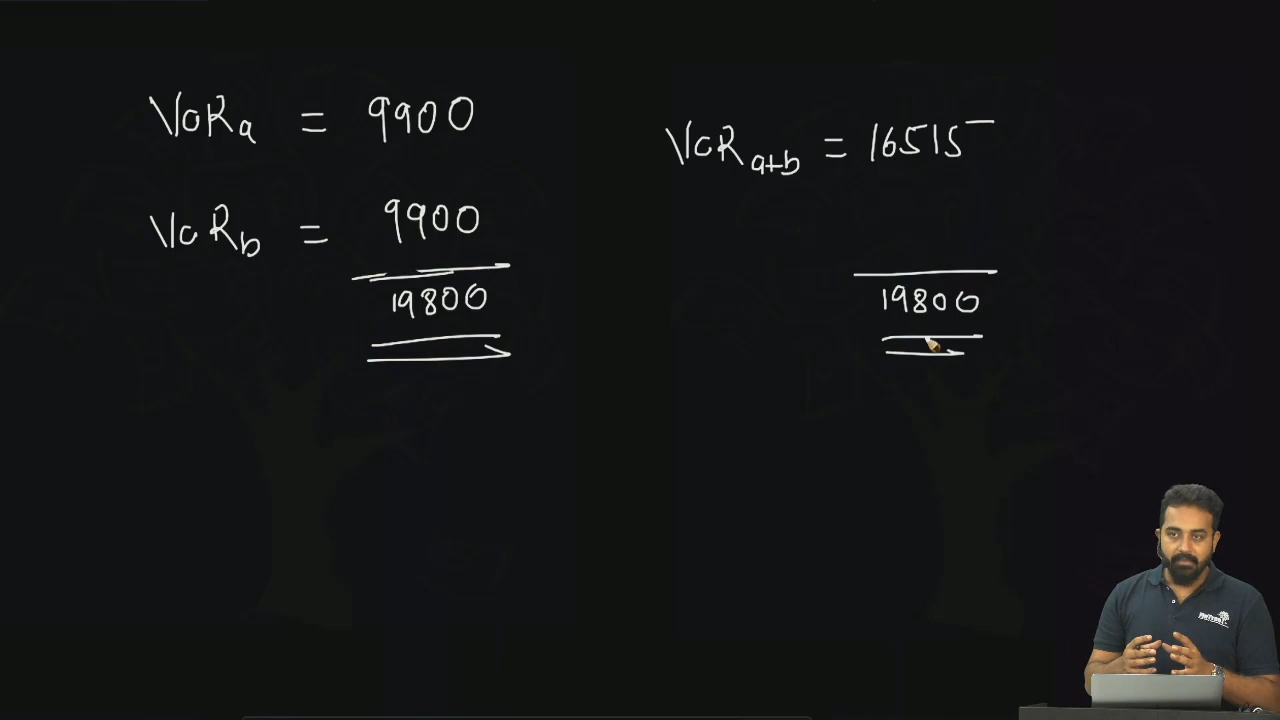 VaRa = 9900
VaRb = 9900
19800
VaRa+b = 16515
19800